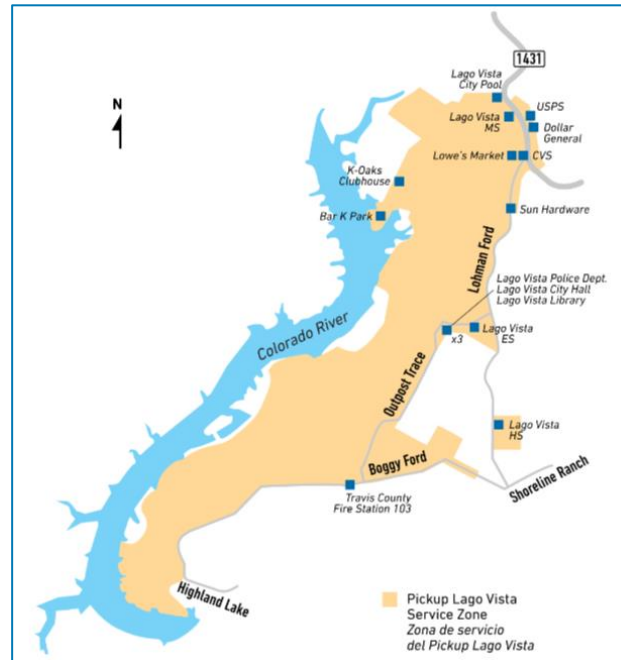 1431
Lago Vista
City Pool
USPS
Lago Vista
MS
Dollar
General
N
Lowe's Market
CVS
K-Oaks
Clubhouse
Bar K Park
Sun Hardware
Lohman Ford
Lago Vista Police Dept.
Lago Vista City Hall
Lago Vista Library
Colorado River
x3
Lago Vista
ES
Outpost Trace
Lago Vista
HS
Boggy Ford
Shoreline Ranch
Travis County
Fire Station 103
Highland Lake
Pickup Lago Vista
Service Zone
Zona de servicio
del Pickup Lago Vista